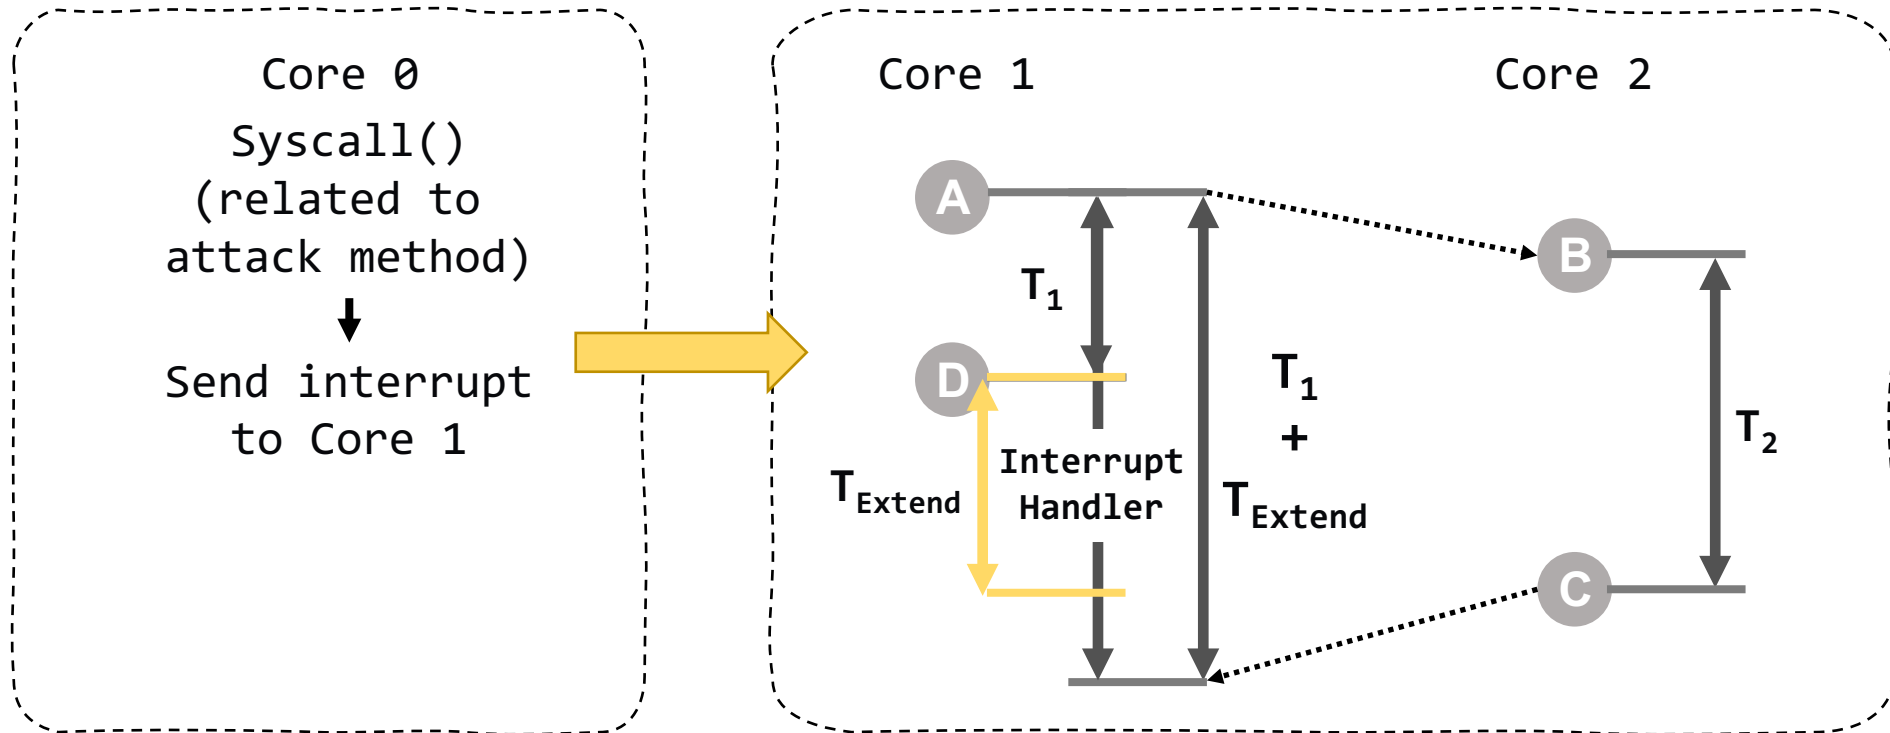 Core 0
Syscall()
(related to
attack method)
Send interrupt
to Core 1
Core 1
Core 2
A
B
T1
D
T1
+
TExtend
T2
TExtend
Interrupt
Handler
C